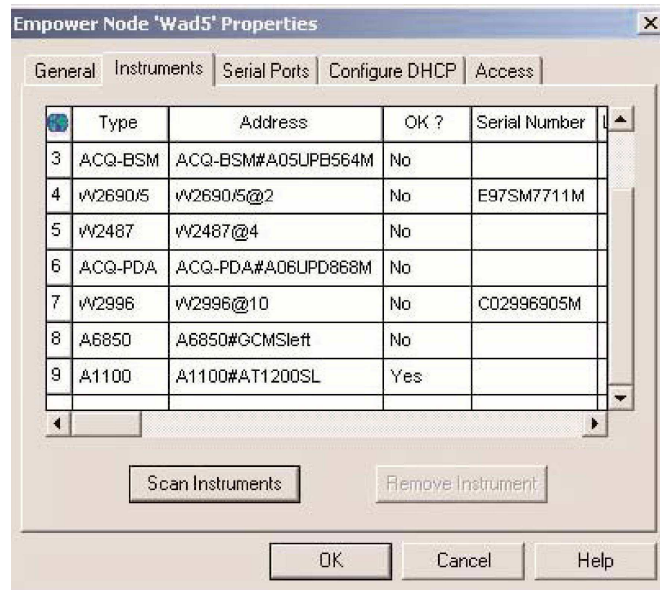 Empower Node 'Wad5' Properties
General Instruments Serial Ports Configure DHCP Access
Type Address OK ? Serial Number
3 ACQ-BSM ACQ-BSM#A05UPB564M No
4 W2690/5 W2690/5@2 No E97SM7711M
5 W2487 W2487@4 No
6 ACQ-PDA ACQ-PDA#A06UPD868M No
7 W2996 W2996@10 No C02996905M
8 A6850 A6850#GCMSleft No
9 A1100 A1100#AT1200SL Yes
Scan Instruments Remove Instrument
OK Cancel Help